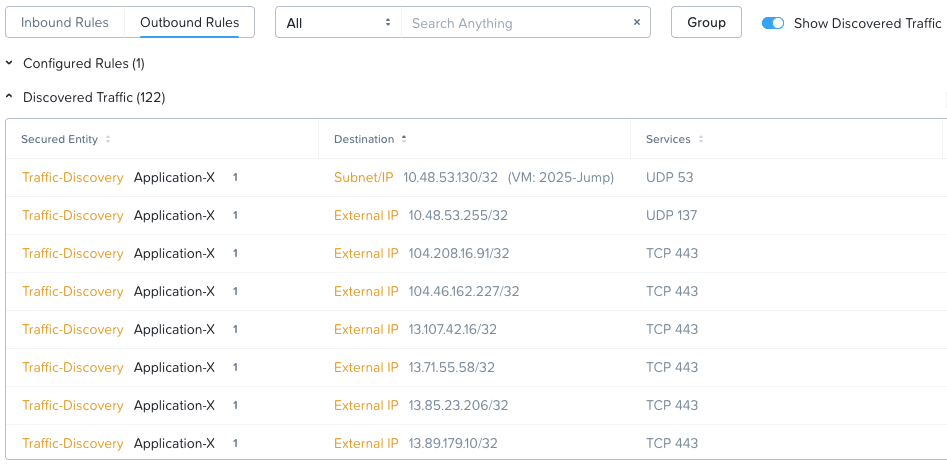 Inbound Rules Outbound Rules All Search Anything × Group Show Discovered Traffic
Configured Rules (1)
Discovered Traffic (122)
Secured Entity Destination Services
Traffic-Discovery Application-X 1 Subnet/IP 10.48.53.130/32 (VM: 2025-Jump) UDP 53
Traffic-Discovery Application-X 1 External IP 10.48.53.255/32 UDP 137
Traffic-Discovery Application-X 1 External IP 104.208.16.91/32 TCP 443
Traffic-Discovery Application-X 1 External IP 104.46.162.227/32 TCP 443
Traffic-Discovery Application-X 1 External IP 13.107.42.16/32 TCP 443
Traffic-Discovery Application-X 1 External IP 13.71.55.58/32 TCP 443
Traffic-Discovery Application-X 1 External IP 13.85.23.206/32 TCP 443
Traffic-Discovery Application-X 1 External IP 13.89.179.10/32 TCP 443